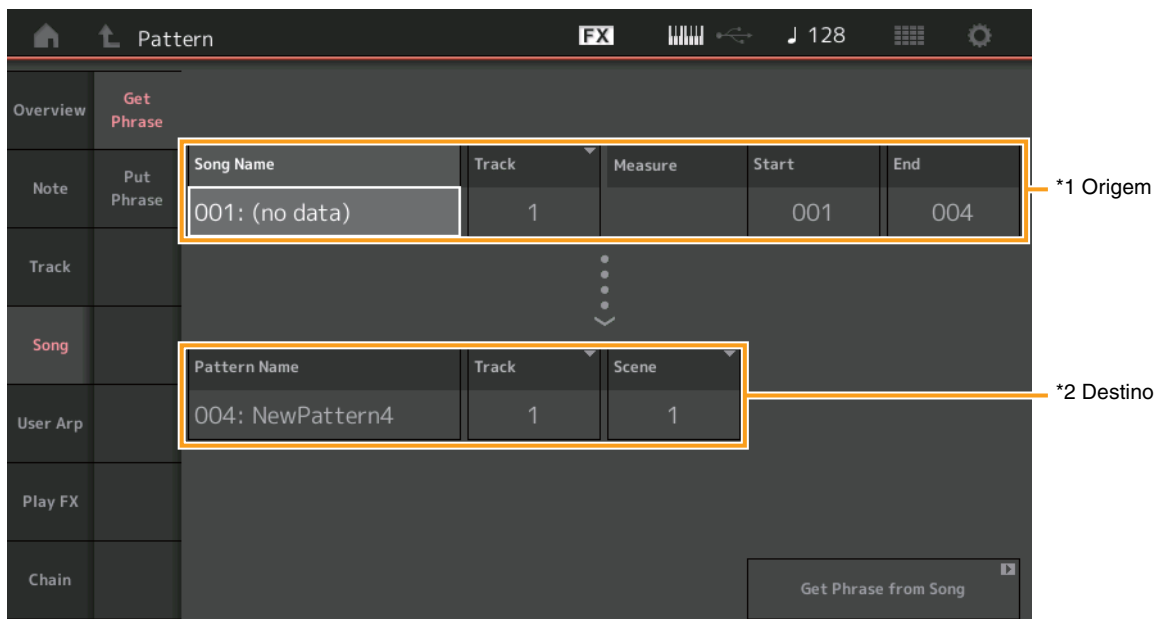 Pattern
FX
♩ 128
Overview
Note
Track
Song
User Arp
Play FX
Chain
Get
Phrase
Put
Phrase
Song Name
Track
Measure
Start
End
001: (no data)
1
001
004
*1 Origem
Pattern Name
Track
Scene
004: NewPattern4
1
1
*2 Destino
Get Phrase from Song